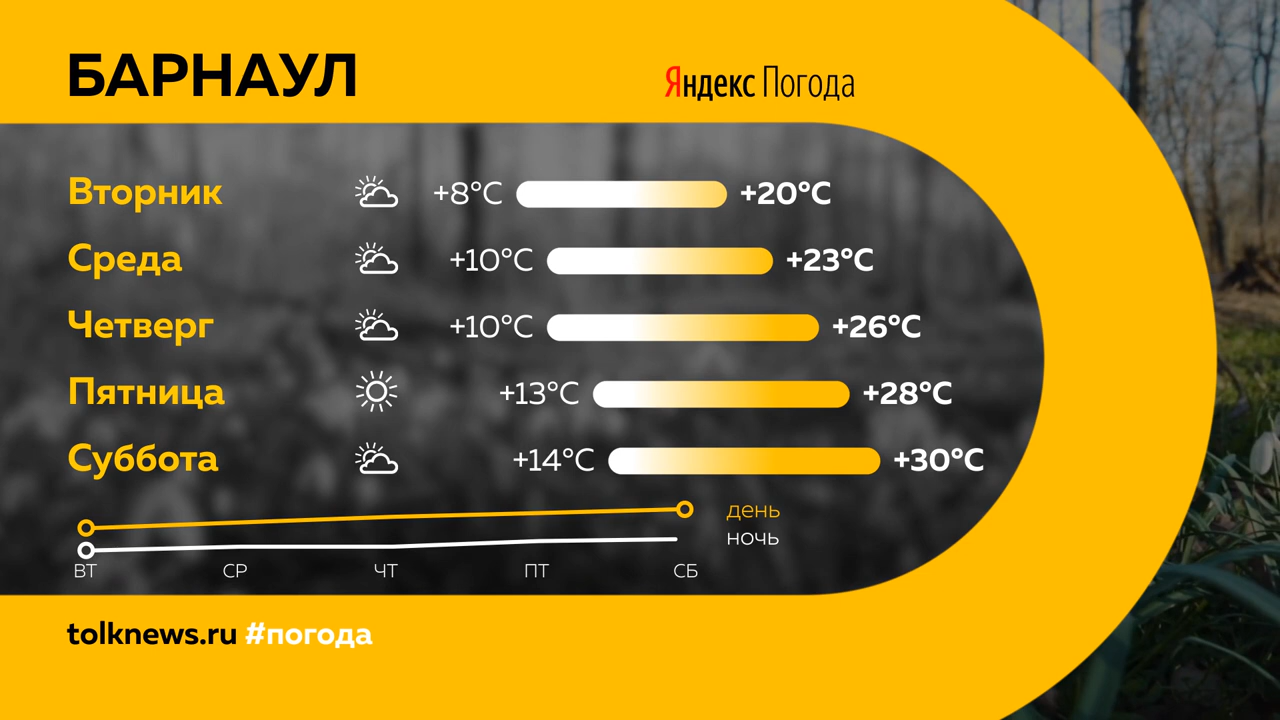 БАРНАУЛ
Яндекс Погода
Вторник +8°C +20°C
Среда +10°C +23°C
Четверг +10°C +26°C
Пятница +13°C +28°C
Суббота +14°C +30°C
день
ночь
ВТ СР ЧТ ПТ СБ
tolknews.ru #погода